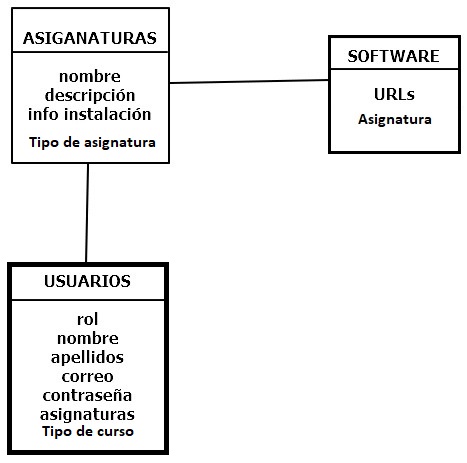 ASIGANATURAS
nombre
descripción
info instalación
Tipo de asignatura
SOFTWARE
URLs
Asignatura
USUARIOS
rol
nombre
apellidos
correo
contraseña
asignaturas
Tipo de curso